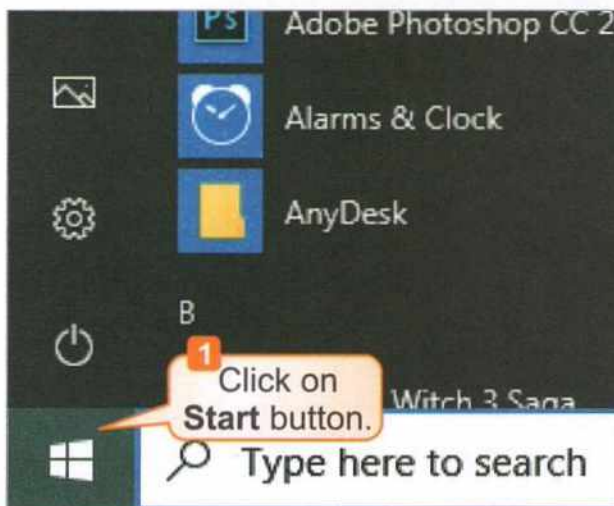 Ps
Adobe Photoshop CC 2
Alarms & Clock
AnyDesk
B
1
Click on
Start button.
Witch 3 Saga
Type here to search